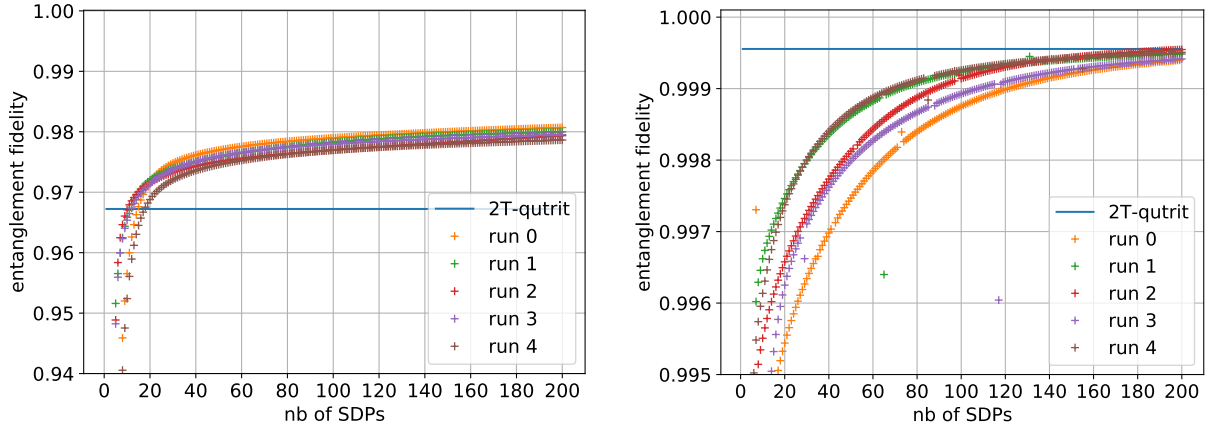 entanglement fidelity
1.00
0.99
0.98
0.97
0.96
0.95
0.94
0 20 40 60 80 100 120 140 160 180 200
nb of SDPs
2T-qutrit
run 0
run 1
run 2
run 3
run 4
entanglement fidelity
1.000
0.999
0.998
0.997
0.996
0.995
0 20 40 60 80 100 120 140 160 180 200
nb of SDPs
2T-qutrit
run 0
run 1
run 2
run 3
run 4